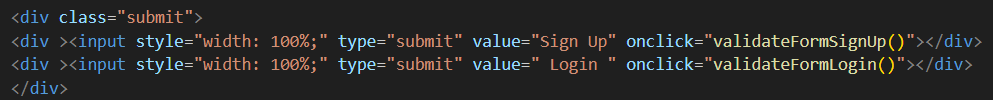 <div class="submit">
<div ><input style="width: 100%;" type="submit" value="Sign Up" onclick="validateFormSignUp()"></div>
<div ><input style="width: 100%;" type="submit" value=" Login " onclick="validateFormLogin()"></div>
</div>